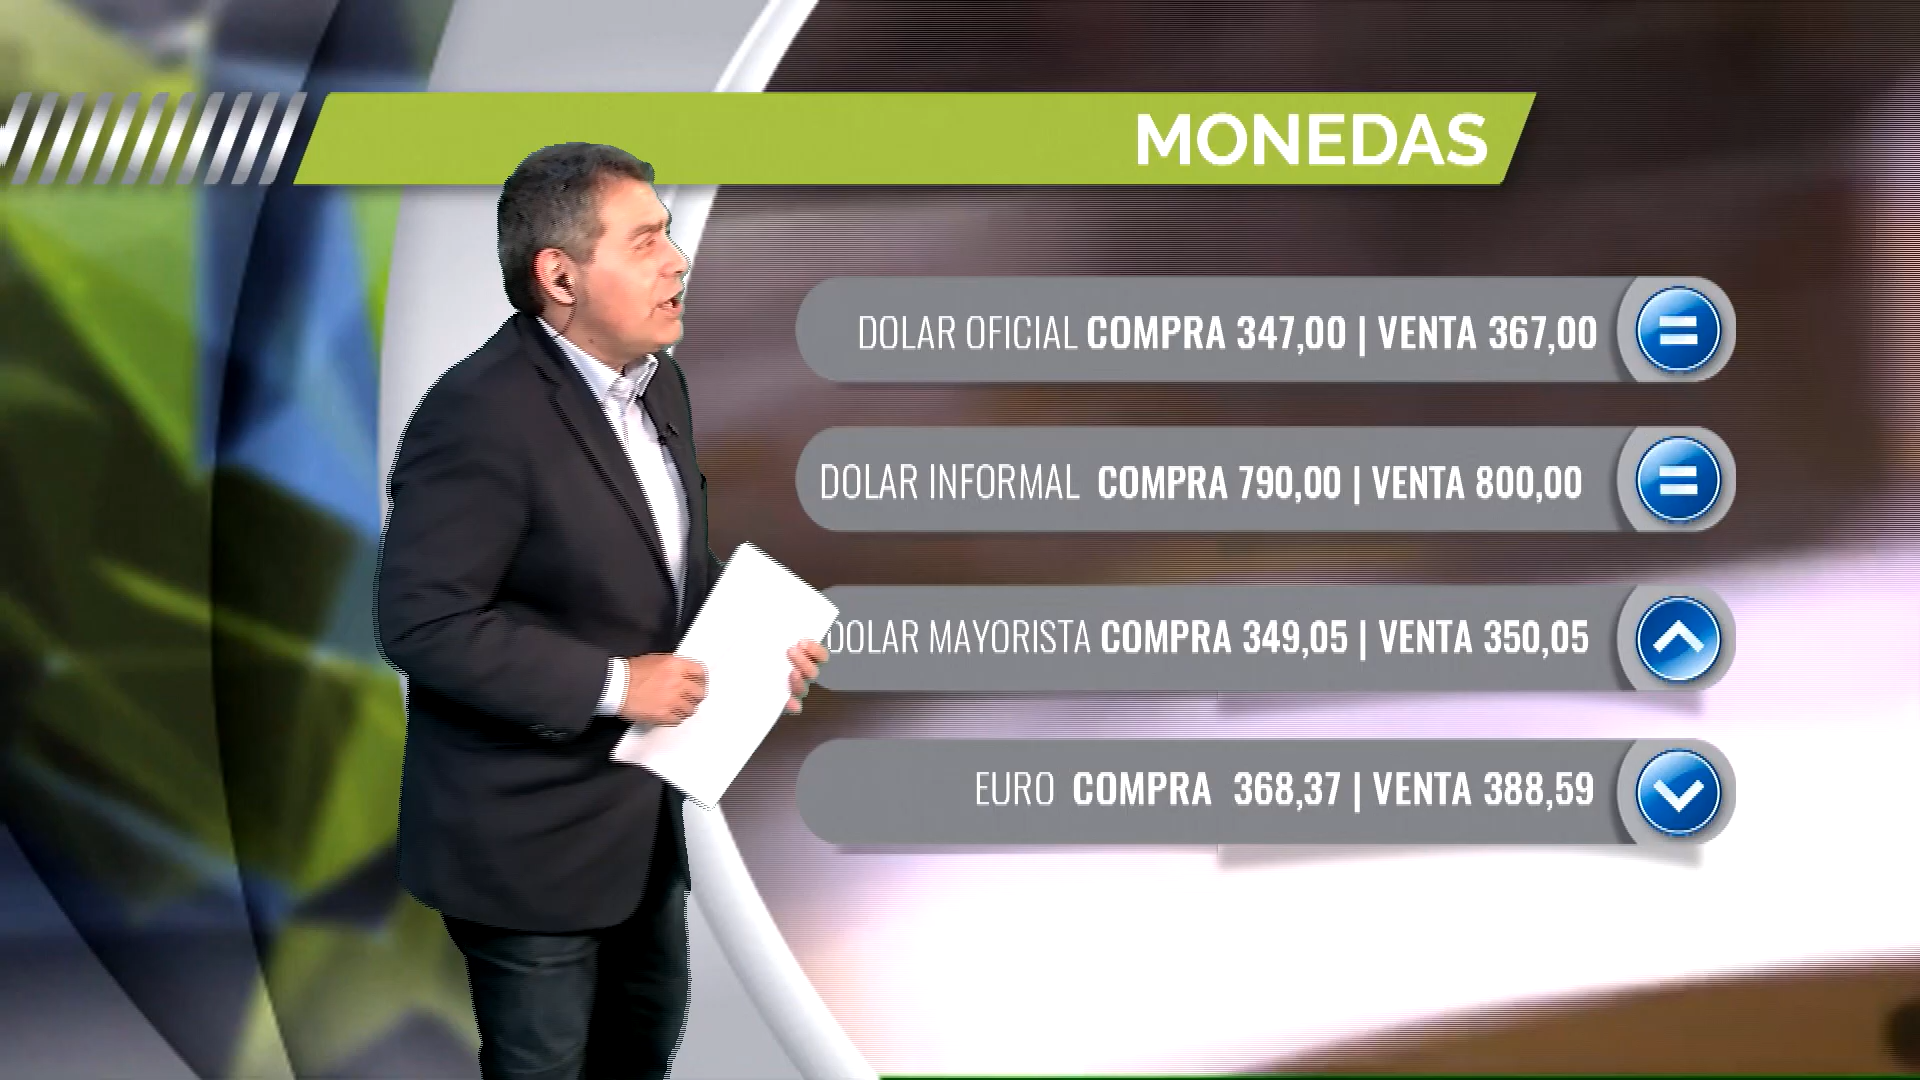 MONEDAS
DOLAR OFICIAL COMPRA 347,00 | VENTA 367,00
DOLAR INFORMAL COMPRA 790,00 | VENTA 800,00
DOLAR MAYORISTA COMPRA 349,05 | VENTA 350,05
EURO COMPRA 368,37 | VENTA 388,59